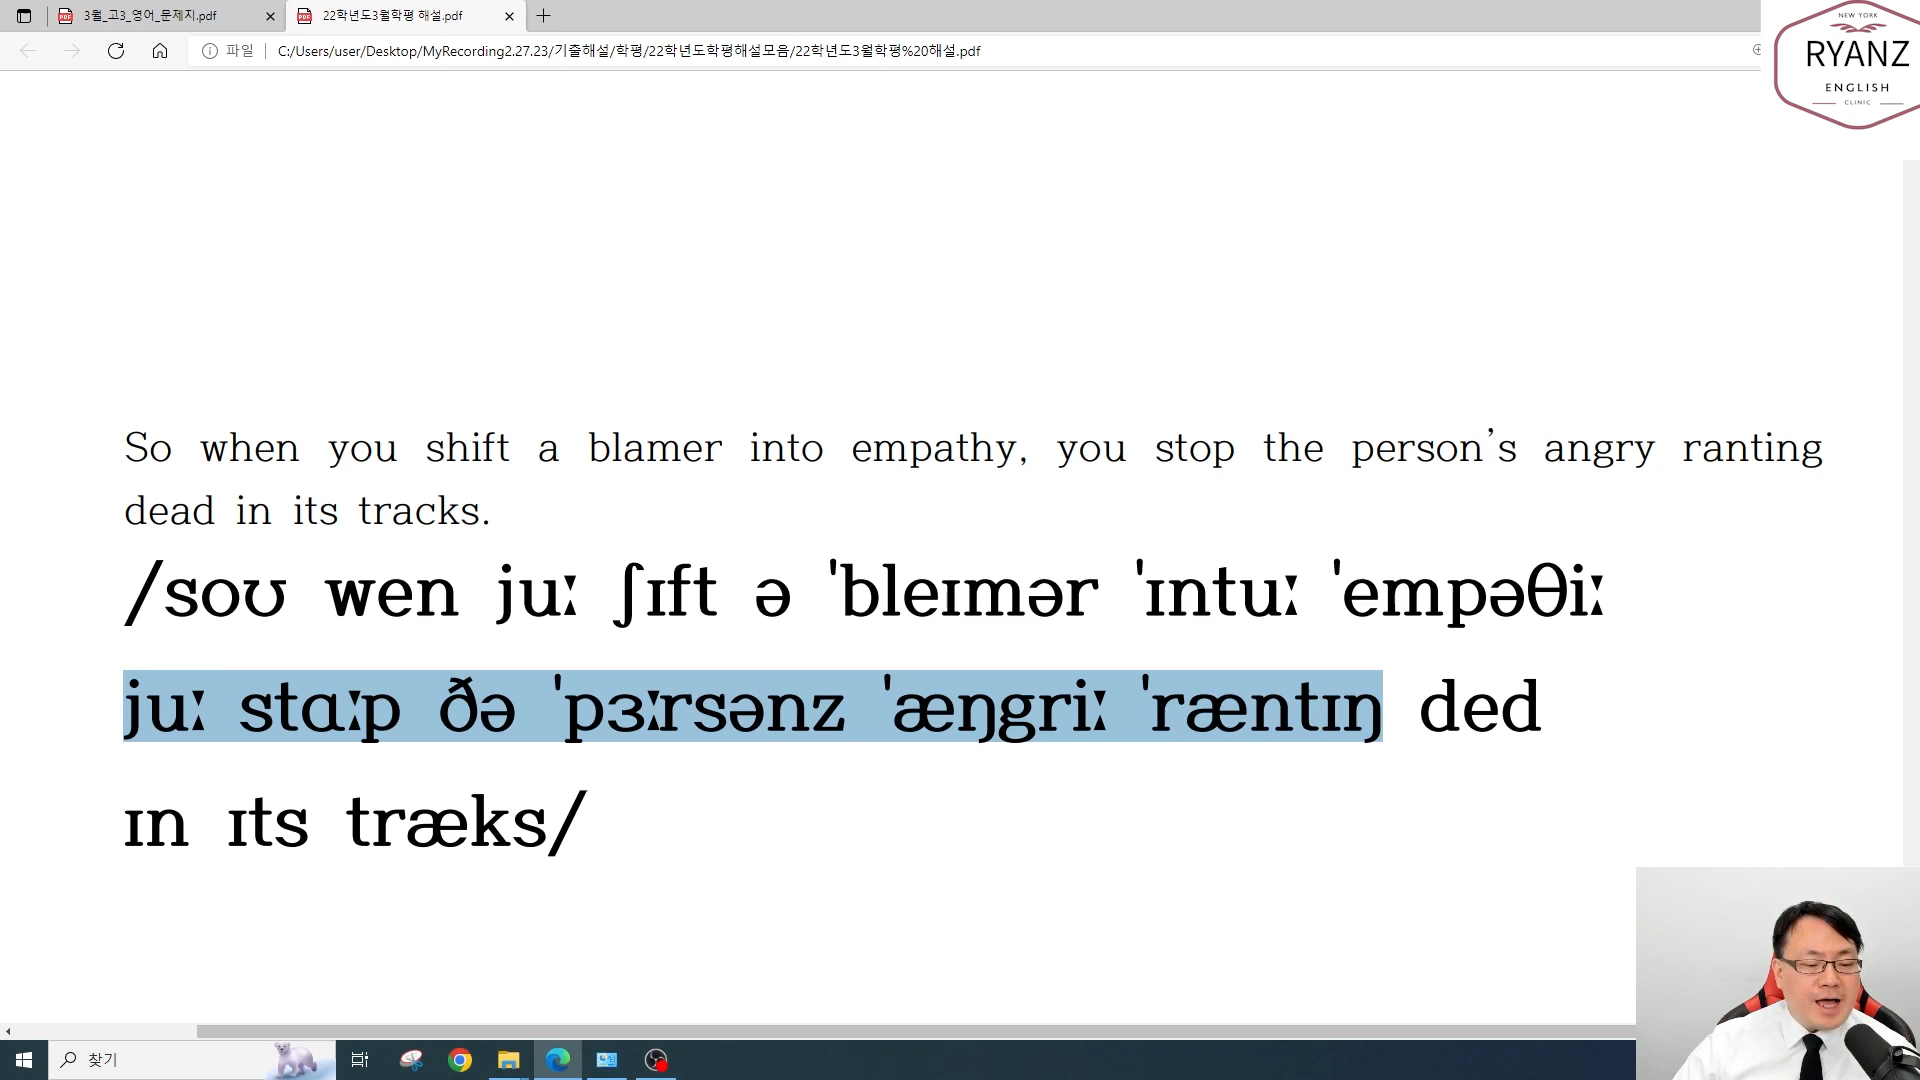 3월_고3_영어_문제지.pdf
22학년도3월학평 해설.pdf
파일
C:/Users/user/Desktop/MyRecording2.27.23/기출해설/학평/22학년도학평해설모음/22학년도3월학평%20해설.pdf
NEW YORK
RYANZ
ENGLISH
CLINIC
So when you shift a blamer into empathy, you stop the person's angry ranting
dead in its tracks.
/soʊ wen juː ʃɪft ə ˈbleɪmər ˈɪntuː ˈempəθiː
juː stɑːp ðə ˈpɜːrsənz ˈæŋgriː ˈræntɪŋ ded
ɪn ɪts træks/
찾기